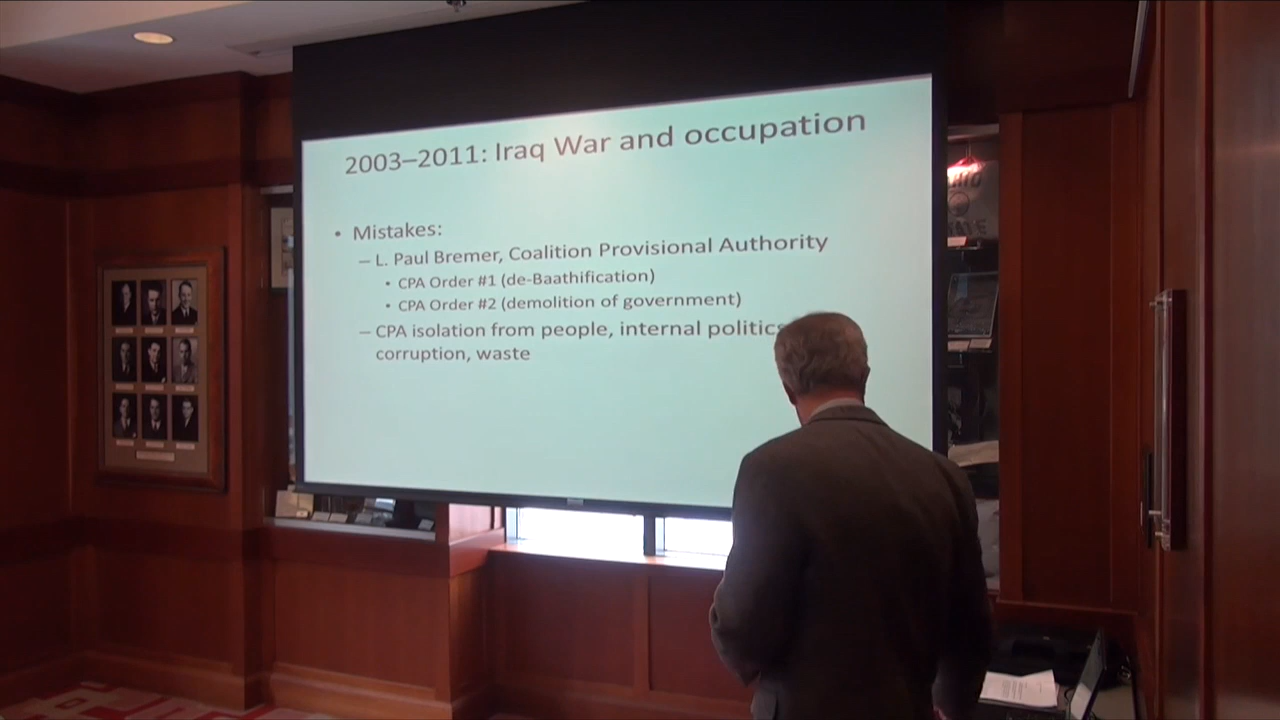 2003–2011: Iraq War and occupation
• Mistakes:
– L. Paul Bremer, Coalition Provisional Authority
• CPA Order #1 (de-Baathification)
• CPA Order #2 (demolition of government)
– CPA isolation from people, internal politics
corruption, waste